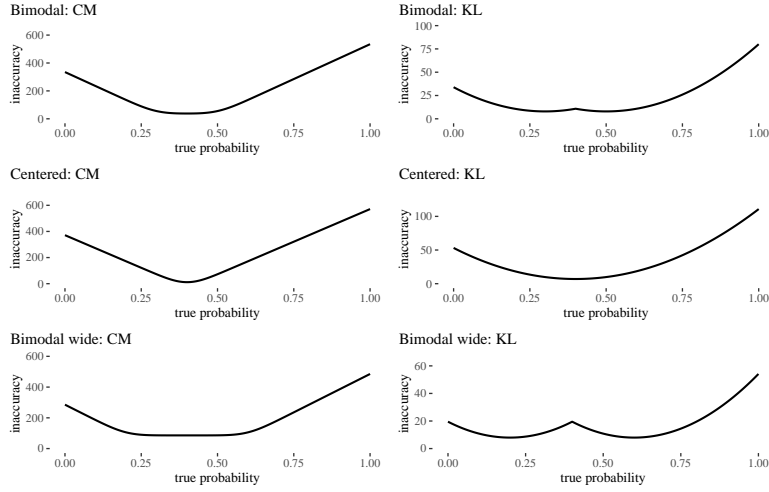 Bimodal: CM
inaccuracy
600
400
200
0
0.00 0.25 0.50 0.75 1.00
true probability
Bimodal: KL
inaccuracy
100
75
50
25
0
0.00 0.25 0.50 0.75 1.00
true probability
Centered: CM
inaccuracy
600
400
200
0
0.00 0.25 0.50 0.75 1.00
true probability
Centered: KL
inaccuracy
100
50
0
0.00 0.25 0.50 0.75 1.00
true probability
Bimodal wide: CM
inaccuracy
600
400
200
0
0.00 0.25 0.50 0.75 1.00
true probability
Bimodal wide: KL
inaccuracy
60
40
20
0
0.00 0.25 0.50 0.75 1.00
true probability